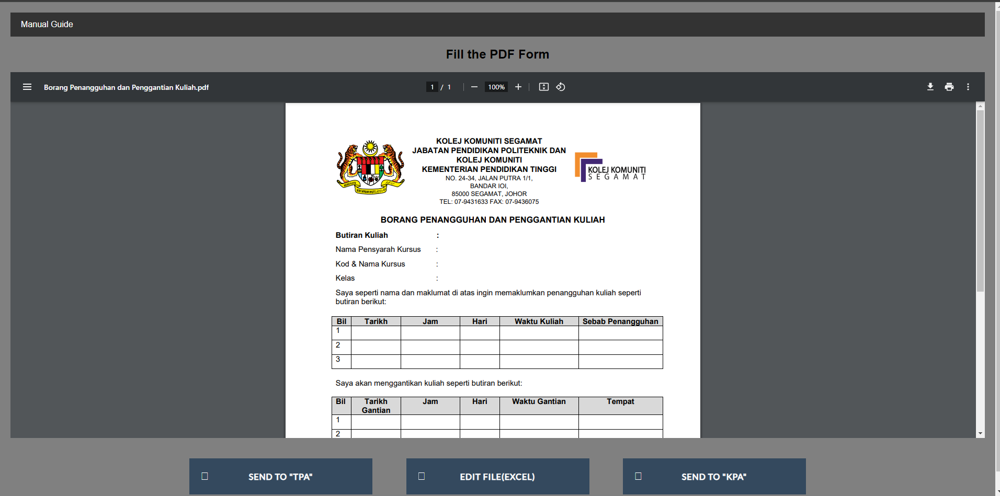 Manual Guide
Fill the PDF Form
Borang Penangguhan dan Penggantian Kuliah.pdf
1 / 1
100%
KOLEJ KOMUNITI SEGAMAT
JABATAN PENDIDIKAN POLITEKNIK DAN
KOLEJ KOMUNITI
KEMENTERIAN PENDIDIKAN TINGGI
NO. 24-34, JALAN PUTRA 1/1,
BANDAR IOI,
85000 SEGAMAT, JOHOR
TEL: 07-9431633 FAX: 07-9436075
KOLEJ KOMUNITI
SEGAMAT
BORANG PENANGGUHAN DAN PENGGANTIAN KULIAH
Butiran Kuliah :
Nama Pensyarah Kursus :
Kod & Nama Kursus :
Kelas :
Saya seperti nama dan maklumat di atas ingin memaklumkan penangguhan kuliah seperti
butiran berikut:
Bil Tarikh Jam Hari Waktu Kuliah Sebab Penangguhan
1
2
3
Saya akan menggantikan kuliah seperti butiran berikut:
Bil Tarikh Gantian Jam Hari Waktu Gantian Tempat
1
2
SEND TO "TPA"
EDIT FILE(EXCEL)
SEND TO "KPA"